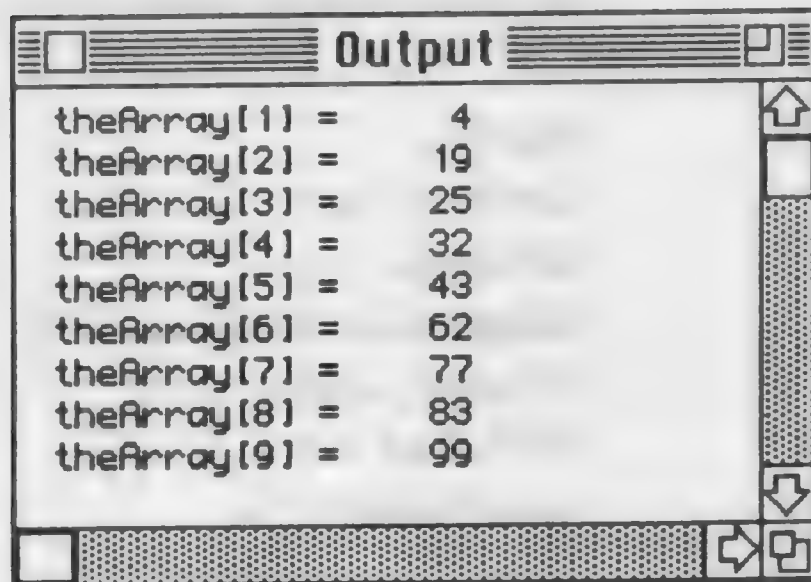 Output
theArray[1] = 4
theArray[2] = 19
theArray[3] = 25
theArray[4] = 32
theArray[5] = 43
theArray[6] = 62
theArray[7] = 77
theArray[8] = 83
theArray[9] = 99